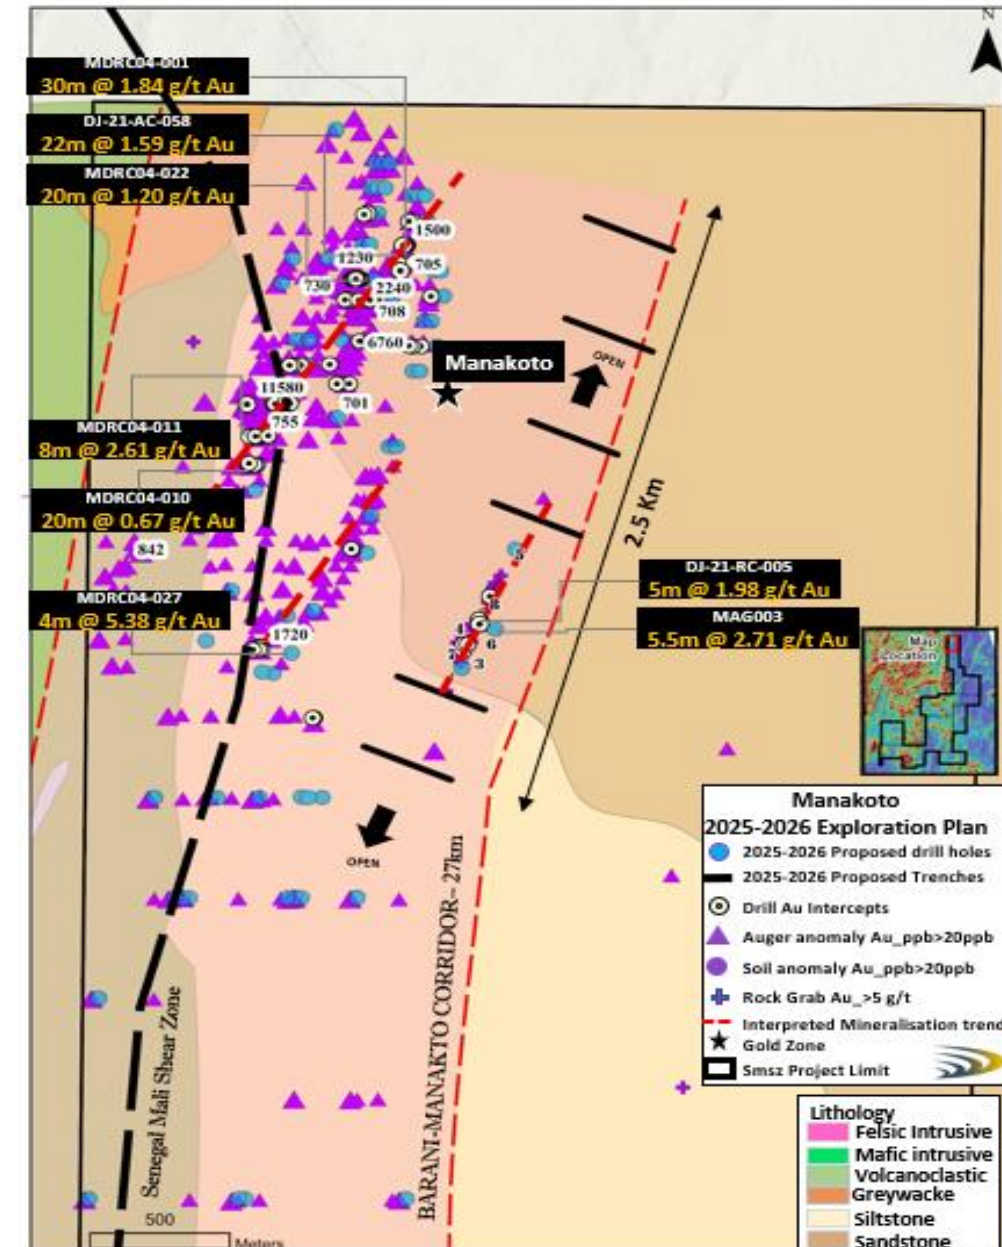 MDRC04-001
30m @ 1.84 g/t Au
DJ-21-AC-058
22m @ 1.59 g/t Au
MDRC04-022
20m @ 1.20 g/t Au
1500
1230
705
730
2240
708
6760
Manakoto
OPEN
11580
701
755
MDRC04-011
8m @ 2.61 g/t Au
MDRC04-010
20m @ 0.67 g/t Au
842
2.5 Km
5
DJ-21-RC-005
5m @ 1.98 g/t Au
8
MDRC04-027
4m @ 5.38 g/t Au
MAG003
5.5m @ 2.71 g/t Au
1720
4
6
3
Map
Location
OPEN
BARANI-MANAKTO CORRIDOR~ 27km
Senegal Mali Shear Zone
Manakoto
2025-2026 Exploration Plan
2025-2026 Proposed drill holes
2025-2026 Proposed Trenches
Drill Au Intercepts
Auger anomaly Au_ppb>20ppb
Soil anomaly Au_ppb>20ppb
Rock Grab Au_>5 g/t
Interpreted Mineralisation trend
Gold Zone
Smsz Project Limit
Lithology
Felsic Intrusive
Mafic intrusive
Volcanoclastic
Greywacke
Siltstone
Sandstone
500
Meters